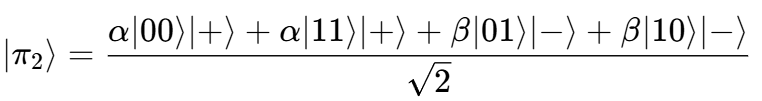 |π₂⟩ = (α|00⟩|+⟩ + α|11⟩|+⟩ + β|01⟩|−⟩ + β|10⟩|−⟩) / √2